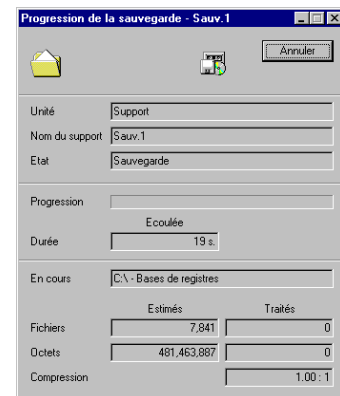 Progression de la sauvegarde - Sauv.1
Annuler
Unité Support
Nom du support Sauv.1
Etat Sauvegarde
Progression
Ecoulée
Durée 19 s.
En cours C:\ - Bases de registres
Estimés Traités
Fichiers 7,841 0
Octets 481,463,887 0
Compression 1.00 : 1